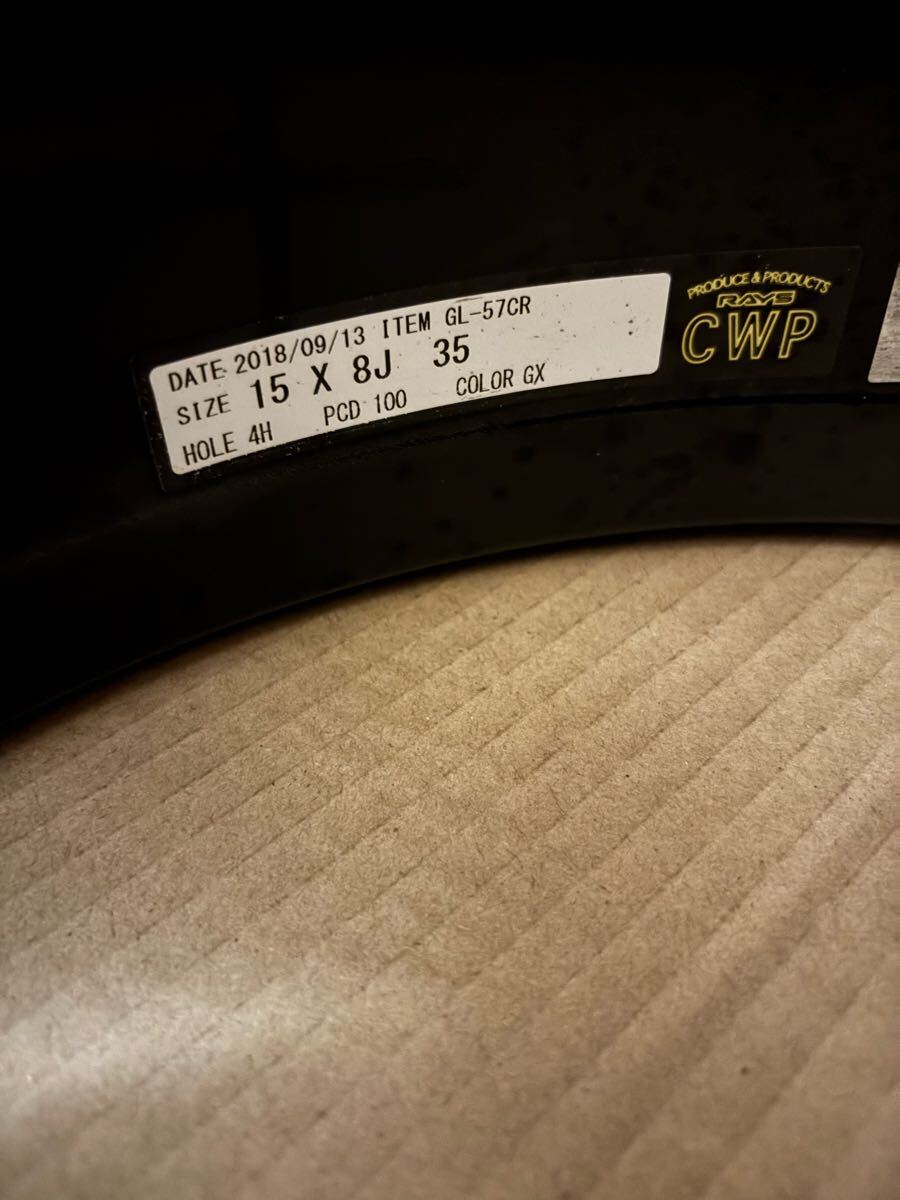 DATE 2018/09/13 ITEM GL-57CR
SIZE 15 X 8J 35
HOLE 4H PCD 100 COLOR GX
PRODUCE & PRODUCTS
RAYS
CWP